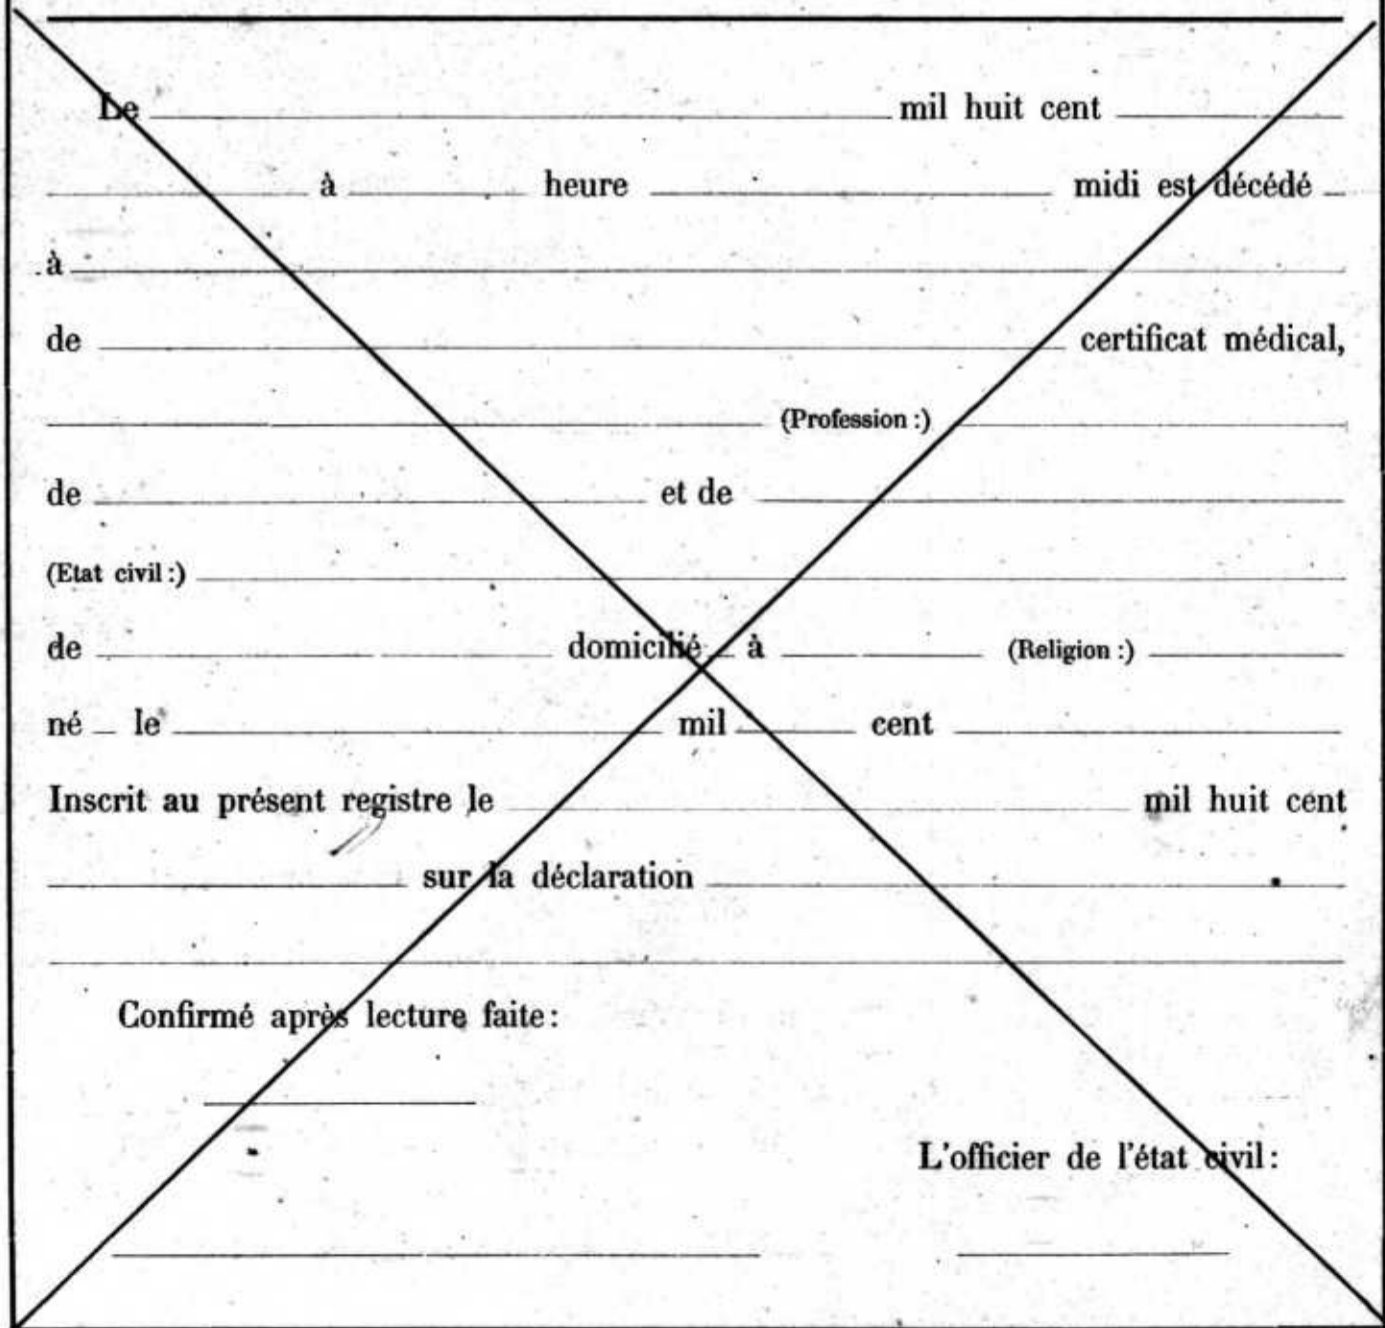 Le mil huit cent
à heure midi est décédé
à
de certificat médical,
(Profession :)
de et de
(Etat civil :)
de domicilié à (Religion :)
né le mil cent
Inscrit au présent registre le mil huit cent
sur la déclaration
Confirmé après lecture faite :
L'officier de l'état civil :